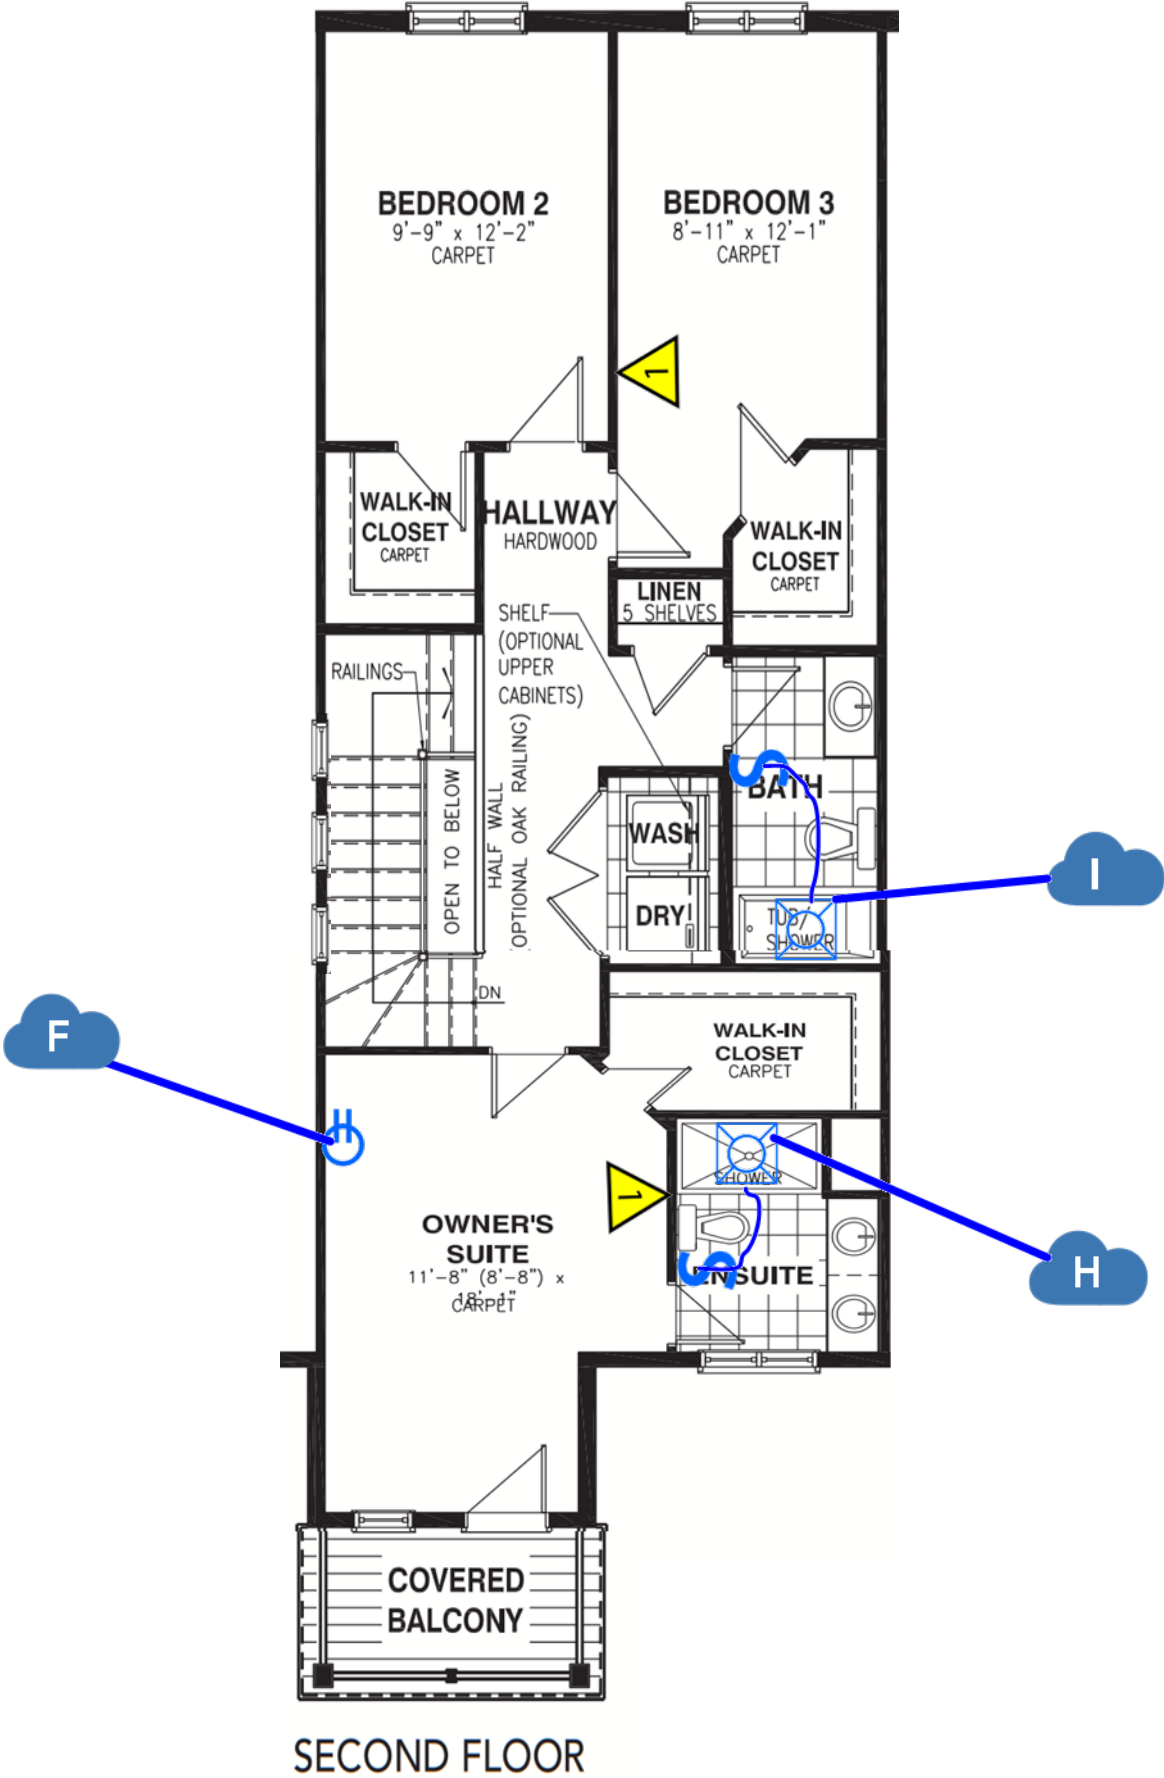 BEDROOM 2
9'-9" x 12'-2"
CARPET
BEDROOM 3
8'-11" x 12'-1"
CARPET
1
WALK-IN
CLOSET
CARPET
HALLWAY
HARDWOOD
WALK-IN
CLOSET
CARPET
LINEN
5 SHELVES
SHELF
(OPTIONAL
UPPER
CABINETS)
RAILINGS
OPEN TO BELOW
HALF WALL
(OPTIONAL OAK RAILING)
S
BATH
WASH
DRY
TUB/
SHOWER
I
DN
WALK-IN
CLOSET
CARPET
F
SHOWER
1
OWNER'S
SUITE
11'-8" (8'-8") x
18'-1"
CARPET
S
ENSUITE
H
COVERED
BALCONY
SECOND FLOOR